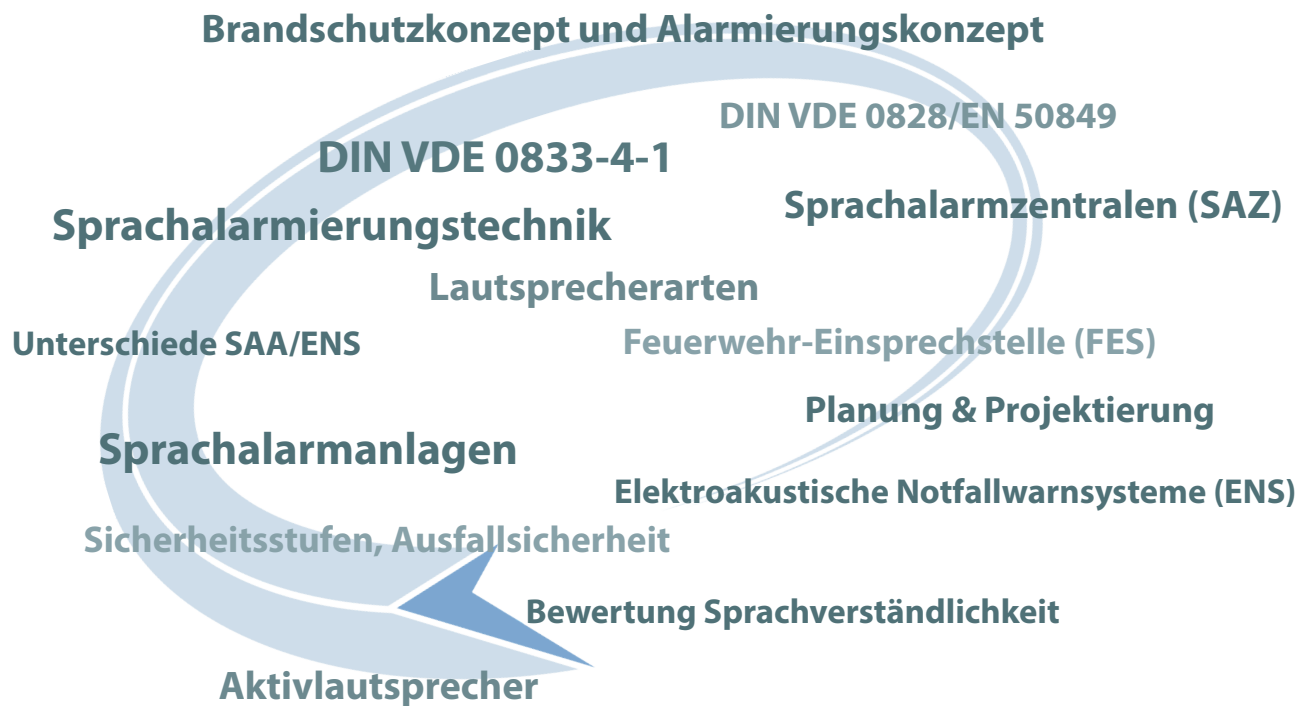 Brandschutzkonzept und Alarmierungskonzept
DIN VDE 0828/EN 50849
DIN VDE 0833-4-1
Sprachalarmzentralen (SAZ)
Sprachalarmierungstechnik
Lautsprecherarten
Unterschiede SAA/ENS
Feuerwehr-Einsprechstelle (FES)
Planung & Projektierung
Sprachalarmanlagen
Elektroakustische Notfallwarnsysteme (ENS)
Sicherheitsstufen, Ausfallsicherheit
Bewertung Sprachverständlichkeit
Aktivlautsprecher